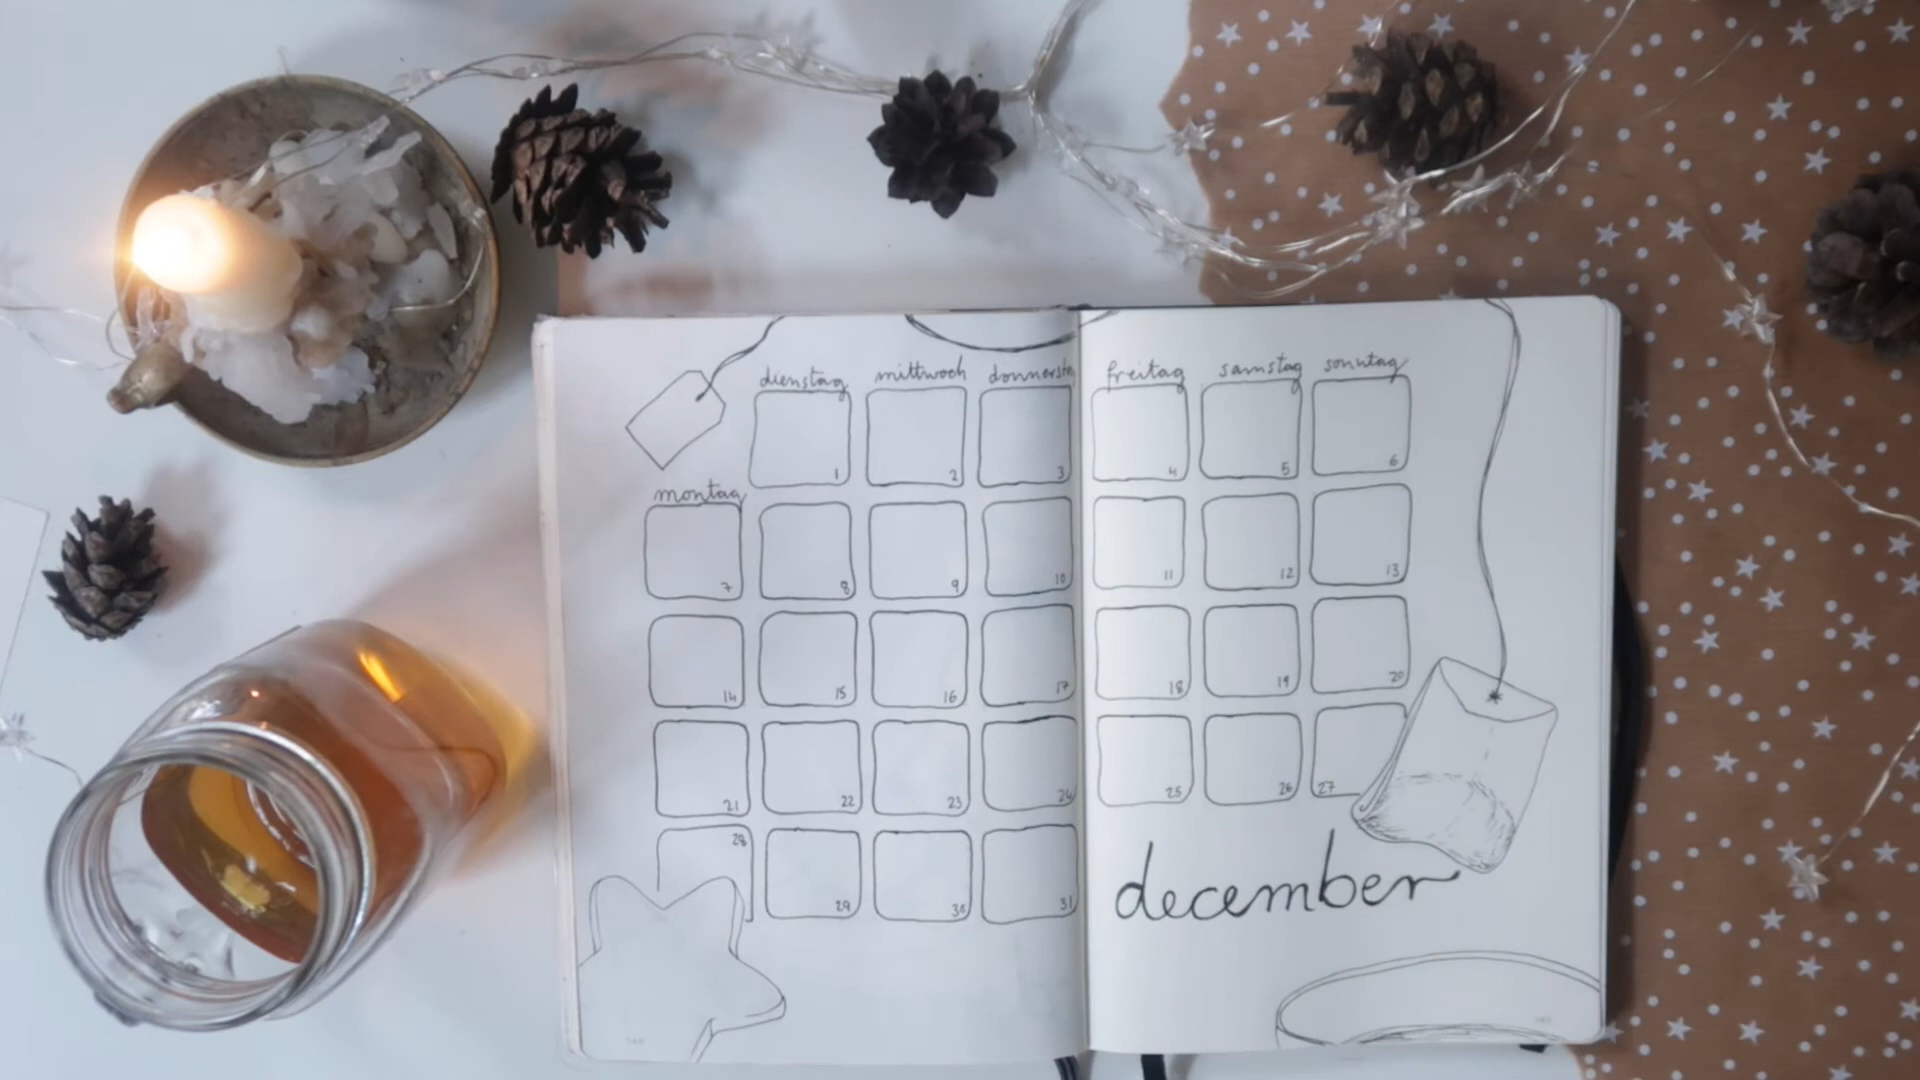 dienstag mittwoch donnersta freitag samstag sonntag
1 2 3 4 5 6
montag
7 8 9 10 11 12 13
14 15 16 17 18 19 20
21 22 23 24 25 26 27
28 29 30 31
december